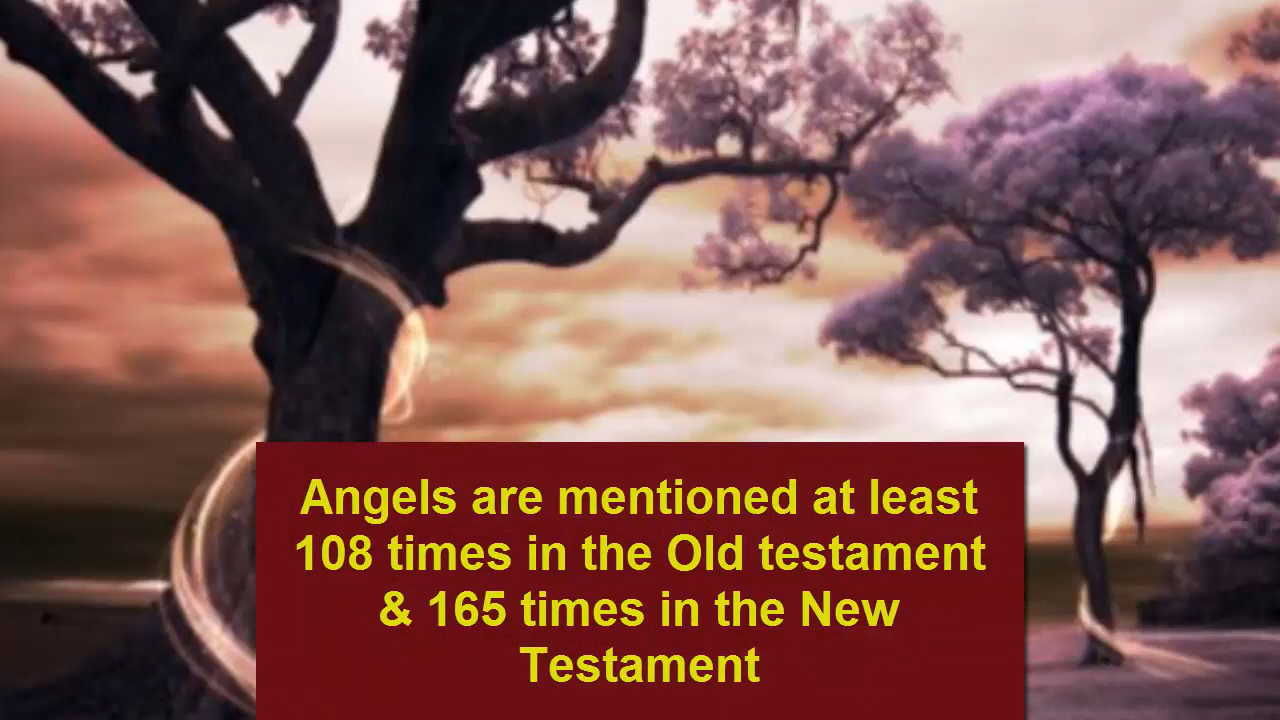 Angels are mentioned at least
108 times in the Old testament
& 165 times in the New
Testament